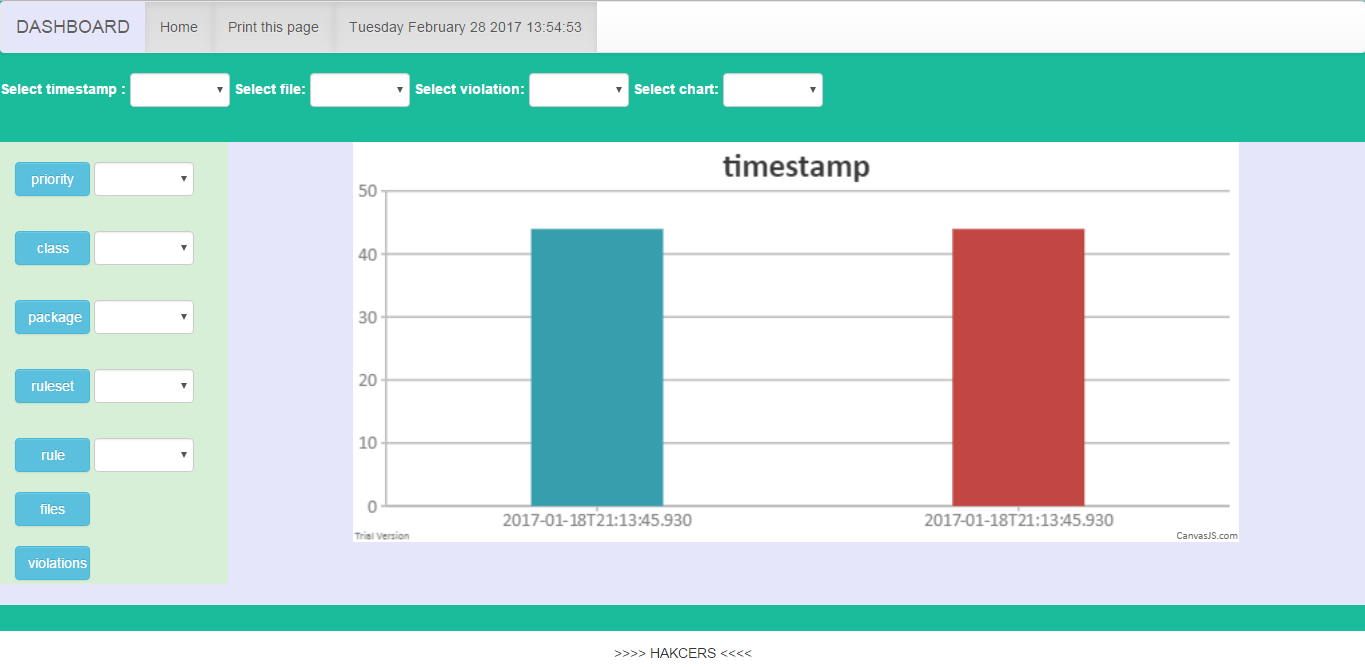 DASHBOARD Home Print this page Tuesday February 28 2017 13:54:53
Select timestamp : Select file: Select violation: Select chart:
priority
class
package
ruleset
rule
files
violations
timestamp
50
40
30
20
10
0
2017-01-18T21:13:45.930 2017-01-18T21:13:45.930
Trial Version CanvasJS.com
>>>> HAKCERS <<<<